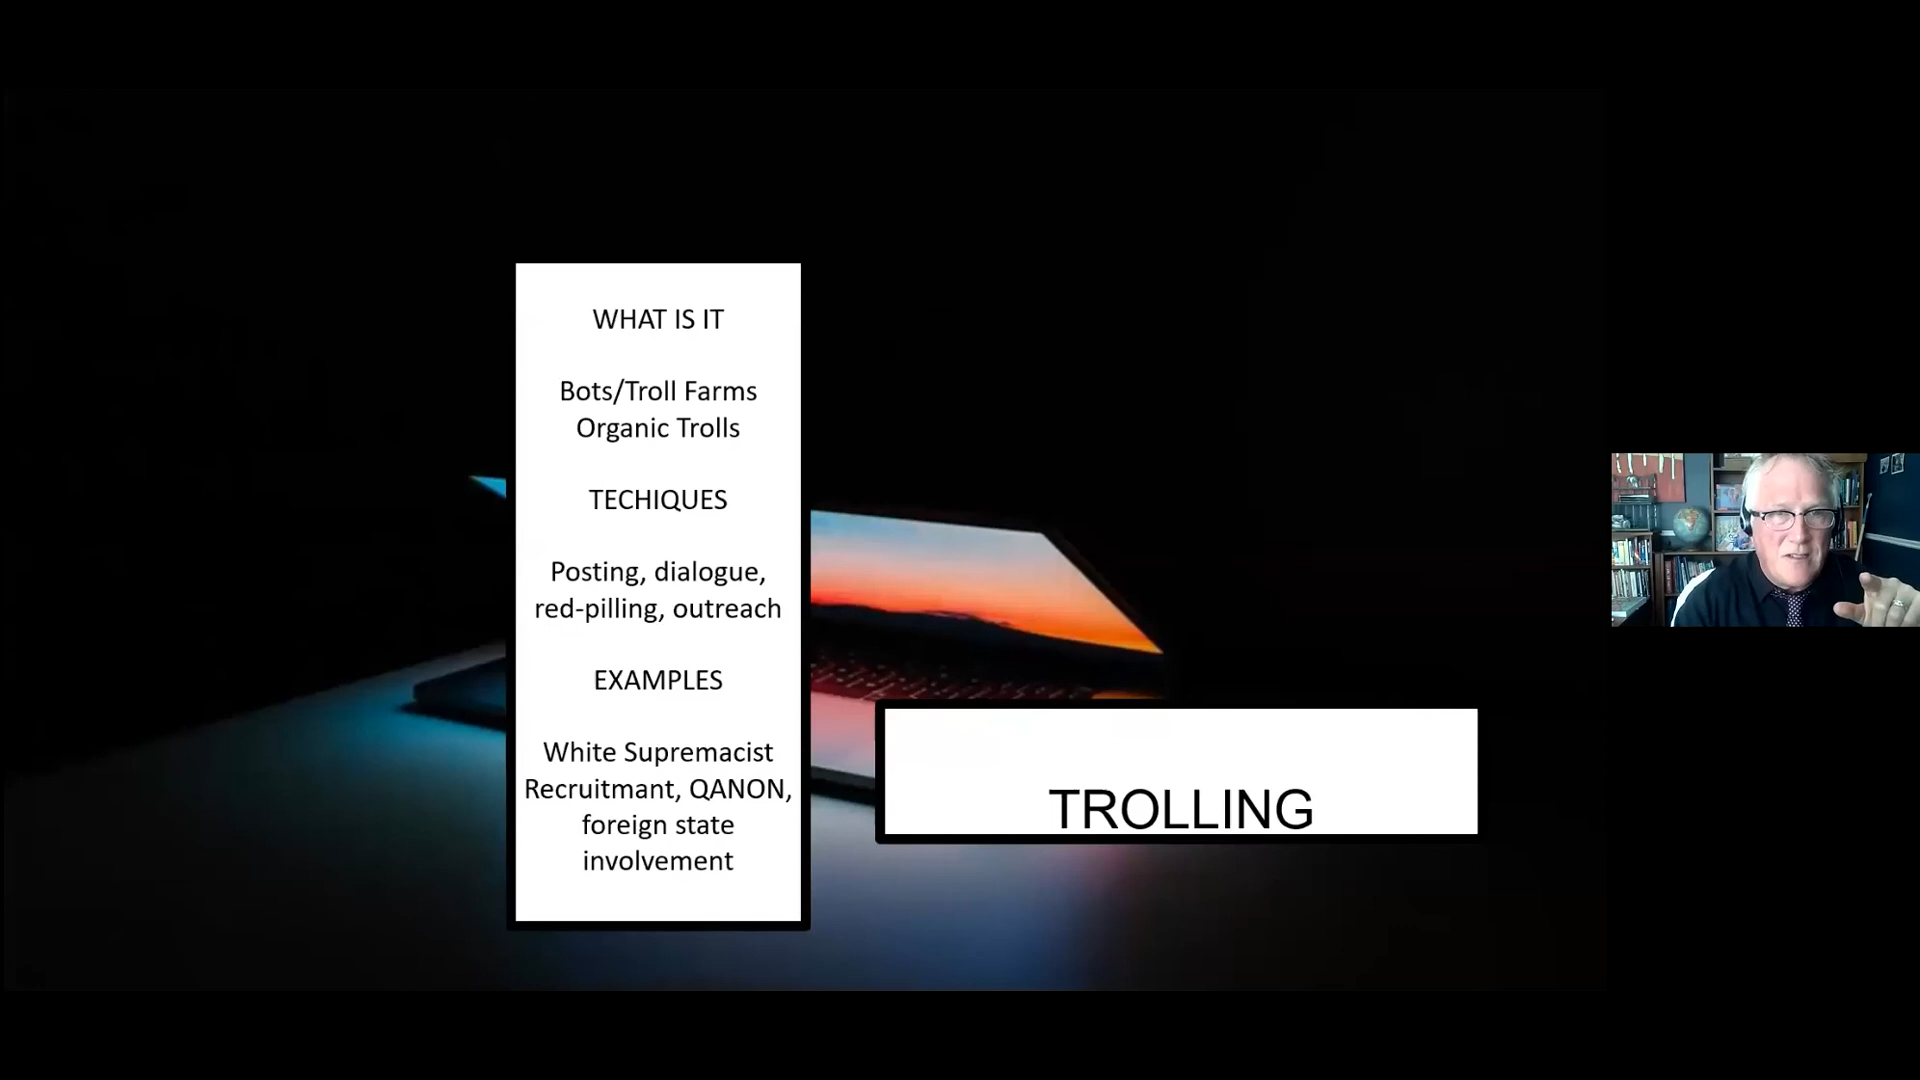 WHAT IS IT
Bots/Troll Farms
Organic Trolls
TECHIQUES
Posting, dialogue,
red-pilling, outreach
EXAMPLES
White Supremacist
Recruitmant, QANON,
foreign state
involvement
TROLLING